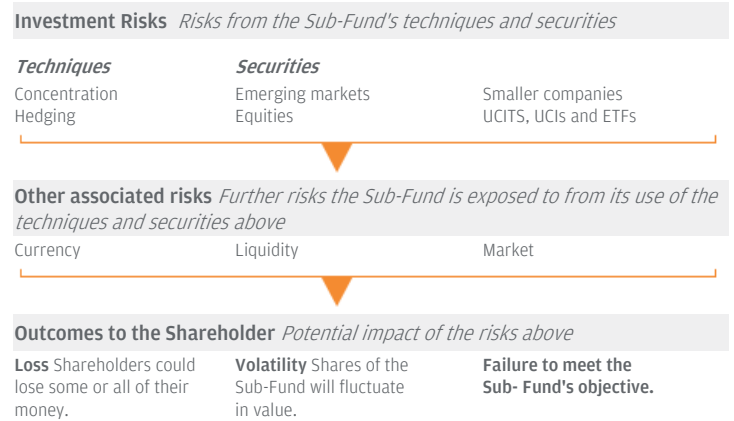 Investment Risks Risks from the Sub-Fund's techniques and securities
Techniques Securities
Concentration Emerging markets Smaller companies
Hedging Equities UCITS, UCIs and ETFs
Other associated risks Further risks the Sub-Fund is exposed to from its use of the
techniques and securities above
Currency Liquidity Market
Outcomes to the Shareholder Potential impact of the risks above
Loss Shareholders could Volatility Shares of the Failure to meet the
lose some or all of their Sub-Fund will fluctuate Sub- Fund's objective.
money. in value.